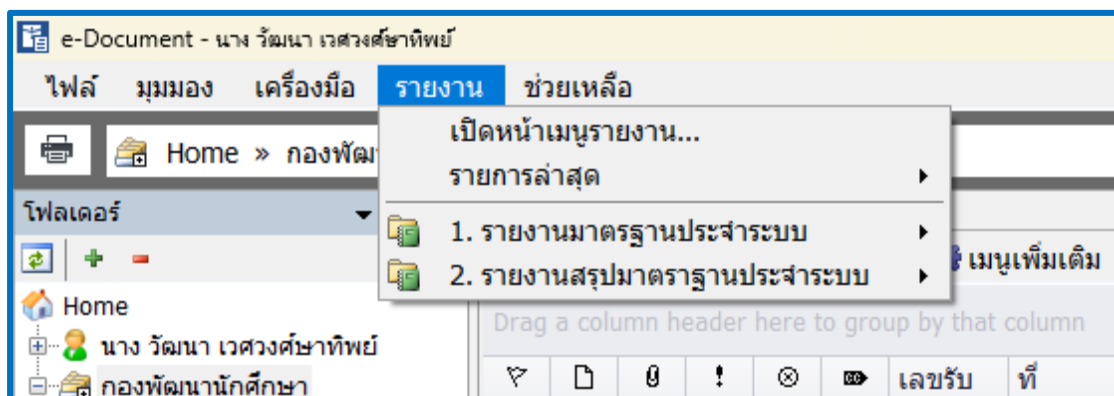 e-Document - นาง วัฒนา เวศวงศ์ษาทิพย์
ไฟล์ มุมมอง เครื่องมือ รายงาน ช่วยเหลือ
เปิดหน้าเมนูรายงาน...
Home » กองพัฒ
รายการล่าสุด
โฟลเดอร์
1. รายงานมาตรฐานประจำระบบ
2. รายงานสรุปมาตราฐานประจำระบบ
เมนูเพิ่มเติม
Home
Drag a column header here to group by that column
นาง วัฒนา เวศวงศ์ษาทิพย์
กองพัฒนานักศึกษา
เลขรับ ที่